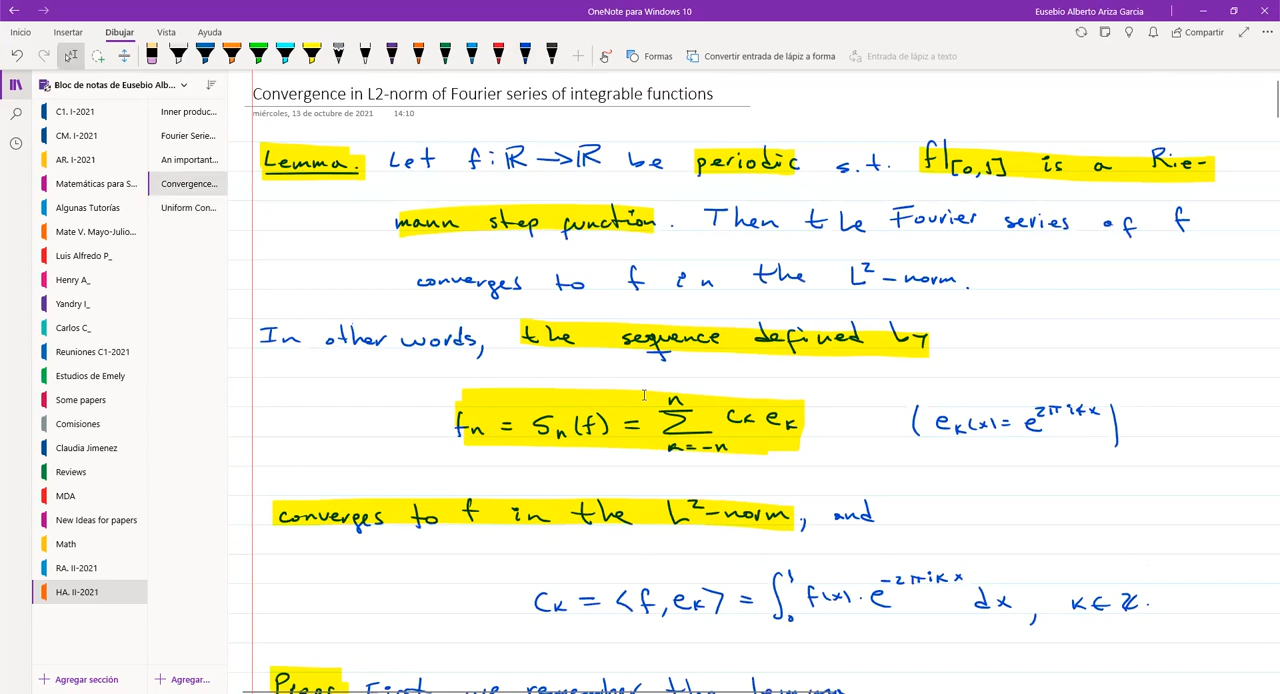 OneNote para Windows 10
Eusebio Alberto Ariza Garcia
Inicio Insertar Dibujar Vista Ayuda
Compartir
Formas
Convertir entrada de lápiz a forma
Entrada de lápiz a texto
Bloc de notas de Eusebio Alb...
C1. I-2021
CM. I-2021
AR. I-2021
Matemáticas para S...
Algunas Tutorías
Mate V. Mayo-Julio...
Luis Alfredo P_
Henry A_
Yandry I_
Carlos C_
Reuniones C1-2021
Estudios de Emely
Some papers
Comisiones
Claudia Jimenez
Reviews
MDA
New Ideas for papers
Math
RA. II-2021
HA. II-2021
Agregar sección
Inner produc...
Fourier Serie...
An important...
Convergence...
Uniform Con...
Agregar...
Convergence in L2-norm of Fourier series of integrable functions
miércoles, 13 de octubre de 2021 14:10
Lemma. Let f: ℝ → ℝ be periodic s.t. f|[0,1] is a Rie-
mann step function. Then the Fourier series of f
converges to f in the L²-norm.
In other words, the sequence defined by
fₙ = Sₙ(f) = ∑_{k=-n}^{n} cₖ eₖ (eₖ(x) = e^{2πikx})
converges to f in the L²-norm, and
cₖ = ⟨f, eₖ⟩ = ∫₀¹ f(x)·e^{-2πikx} dx, k ∈ ℤ.
Proof First we remember the lemma